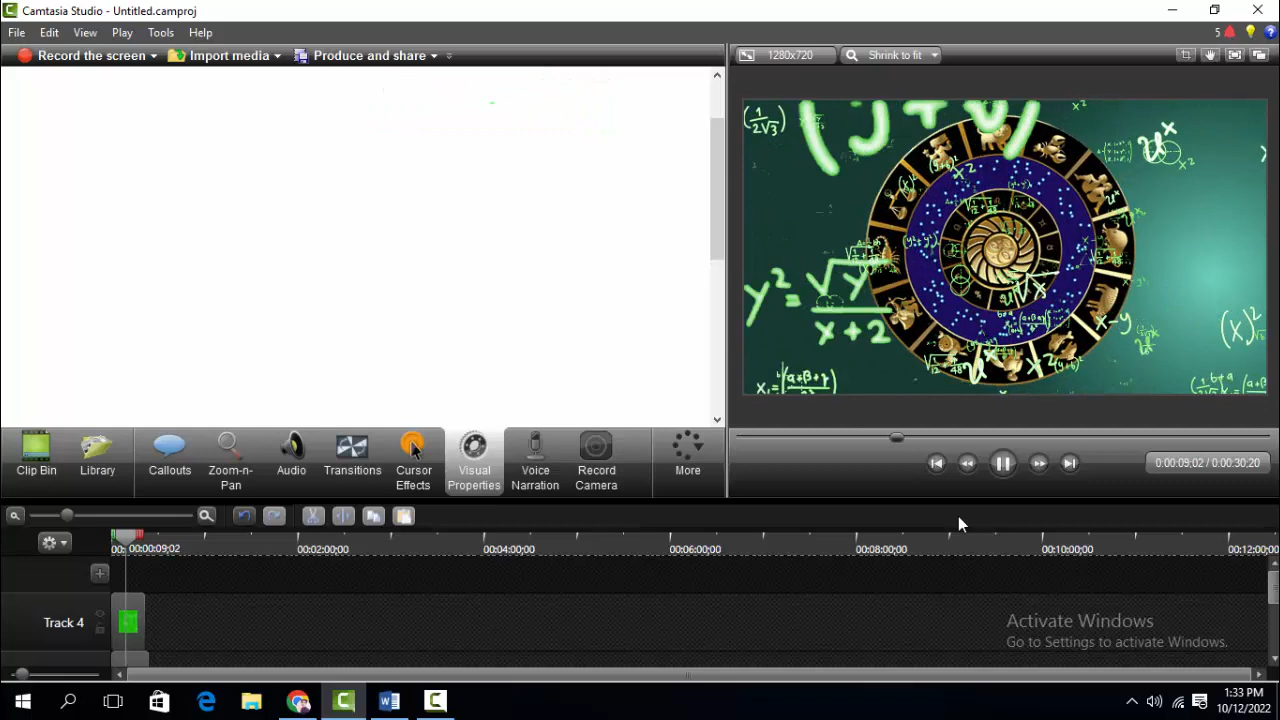 Camtasia Studio - Untitled.camproj
File Edit View Play Tools Help
5
Record the screen Import media Produce and share
1280x720 Shrink to fit
y² = √y / x + 2
x - y
Clip Bin
Library
Callouts
Zoom-n-Pan
Audio
Transitions
Cursor Effects
Visual Properties
Voice Narration
Record Camera
More
0:00:09;02 / 0:00:30;20
00:00:09;02 00:02:00;00 00:04:00;00 00:06:00;00 00:08:00;00 00:10:00;00 00:12:00;00
Track 4
Activate Windows
Go to Settings to activate Windows.
1:33 PM
10/12/2022